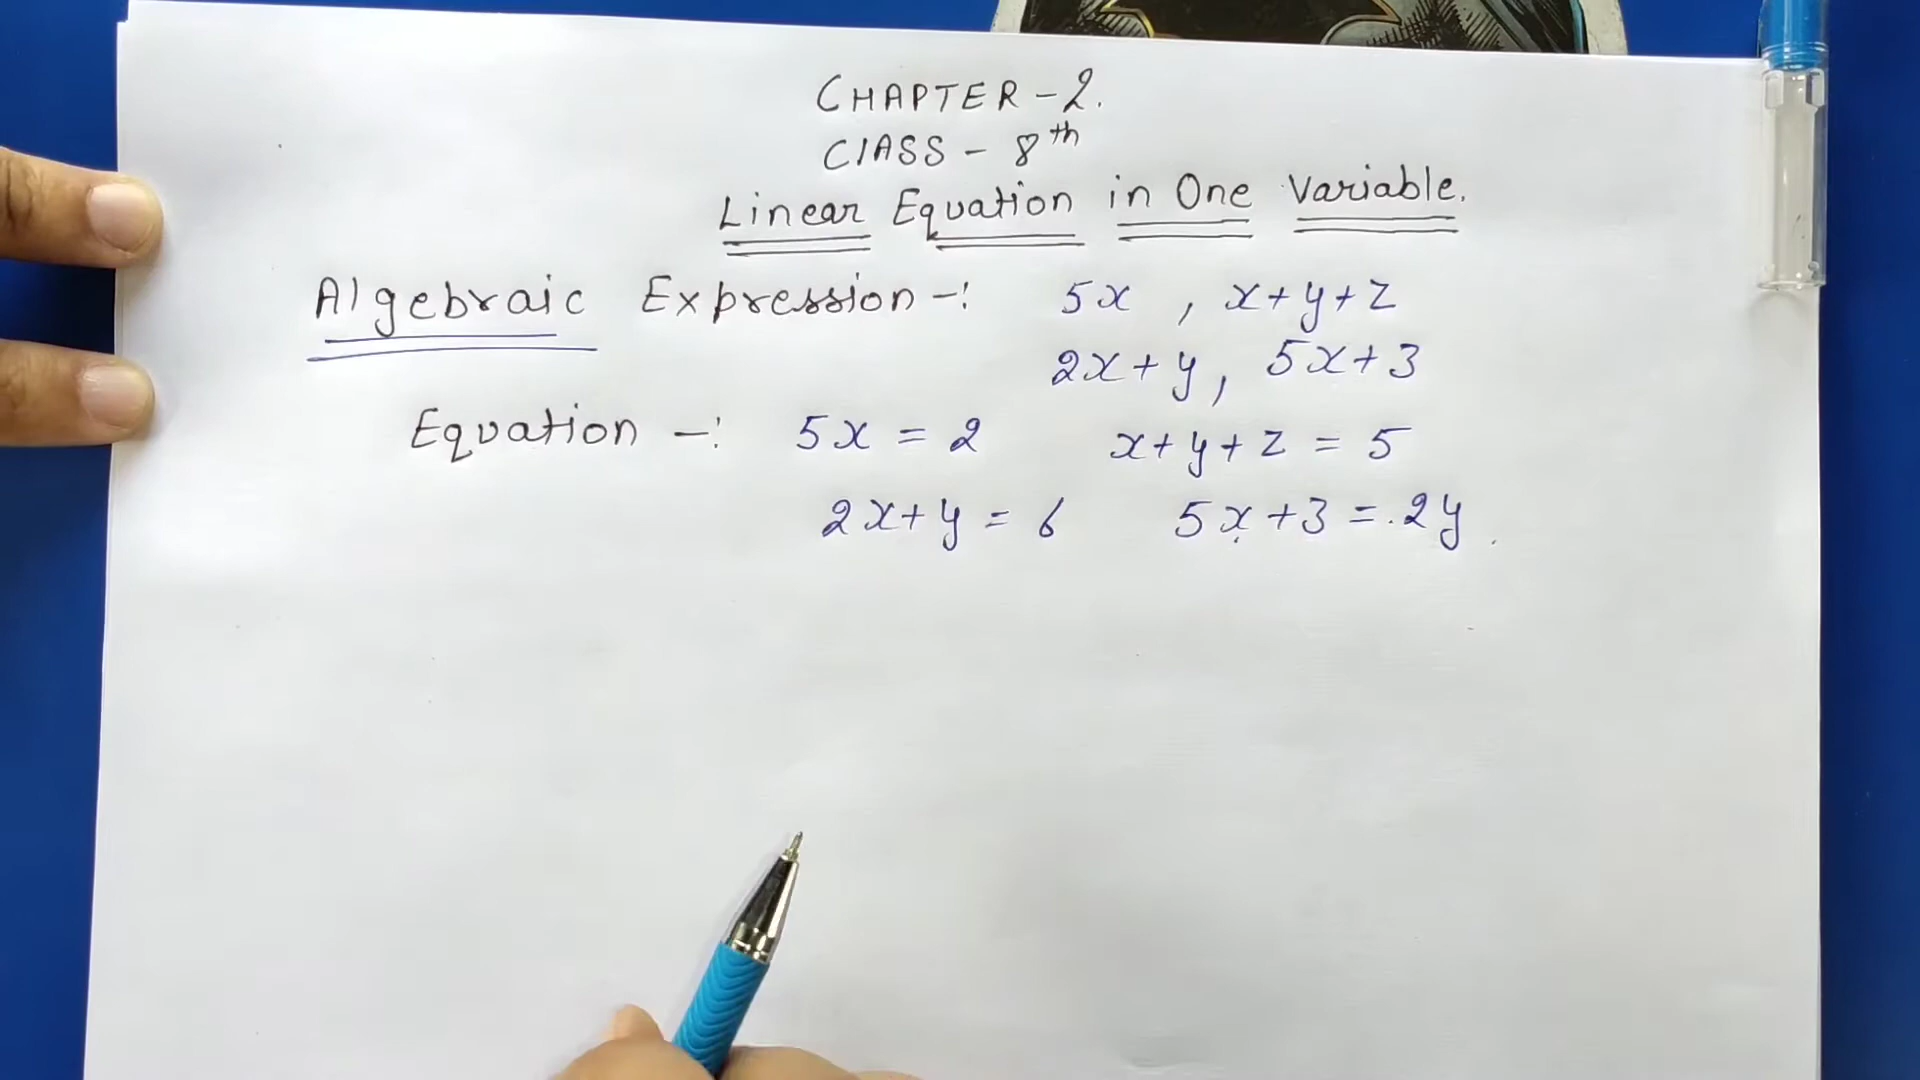 CHAPTER - 2.
ClASS - 8th
Linear Equation in One Variable.
Algebraic Expression -: 5x , x+y+z
2x+y, 5x+3
Equation -: 5x = 2 x+y+z = 5
2x+y = 6 5x+3 = 2y.